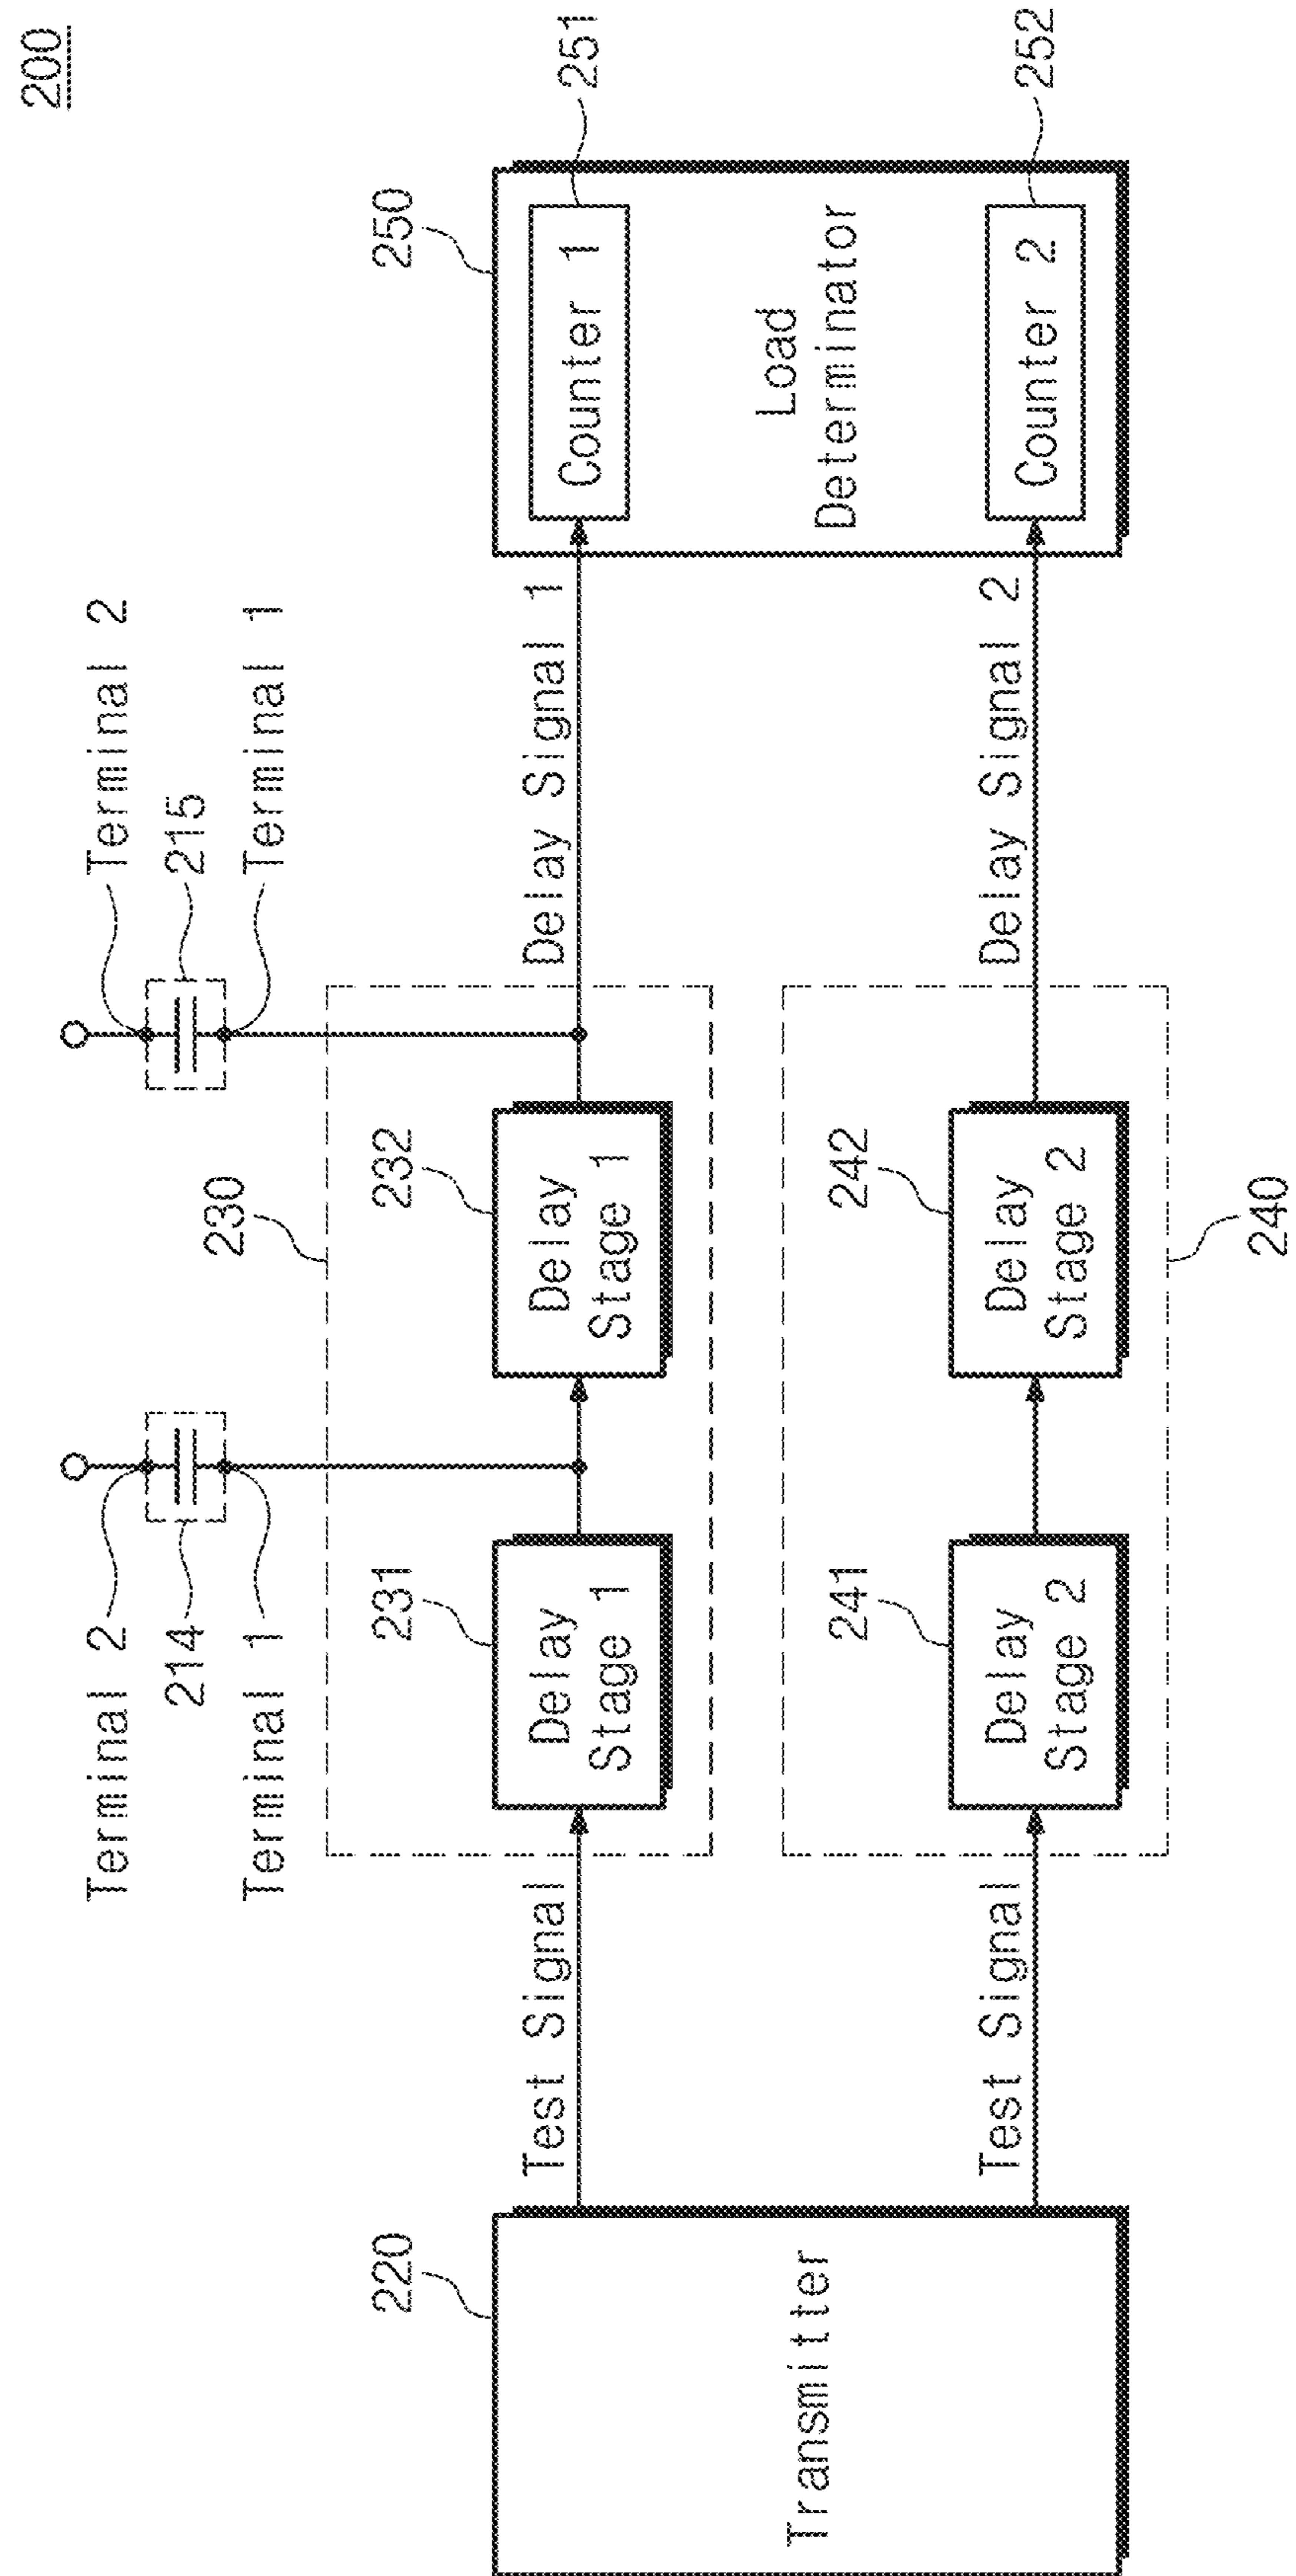 200
Terminal 2
214
Terminal 1
Terminal 2
215
Terminal 1
230
220
231
232
250
Transmitter
Test Signal
Delay
Stage 1
Delay
Stage 1
Delay Signal 1
Counter 1
251
Load
Determinator
241
242
Test Signal
Delay
Stage 2
Delay
Stage 2
Delay Signal 2
Counter 2
252
240